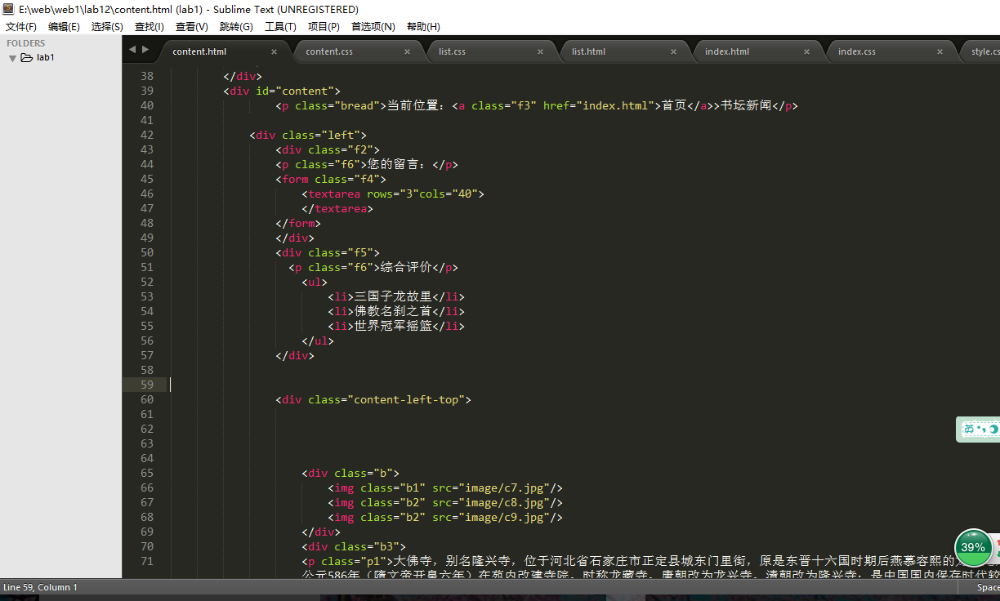 E:\web\web1\lab12\content.html (lab1) - Sublime Text (UNREGISTERED)
文件(F) 编辑(E) 选择(S) 查找(I) 查看(V) 跳转(G) 工具(T) 项目(P) 首选项(N) 帮助(H)
FOLDERS
lab1
content.html × content.css × list.css × list.html × index.html × index.css × style.cs
38 </div>
39 <div id="content">
40 <p class="bread">当前位置：<a class="f3" href="index.html">首页</a>>书坛新闻</p>
41
42 <div class="left">
43 <div class="f2">
44 <p class="f6">您的留言：</p>
45 <form class="f4">
46 <textarea rows="3"cols="40">
47 </textarea>
48 </form>
49 </div>
50 <div class="f5">
51 <p class="f6">综合评价</p>
52 <ul>
53 <li>三国子龙故里</li>
54 <li>佛教名刹之首</li>
55 <li>世界冠军摇篮</li>
56 </ul>
57 </div>
58
59
60 <div class="content-left-top">
61
62
63
64
65 <div class="b">
66 <img class="b1" src="image/c7.jpg"/>
67 <img class="b2" src="image/c8.jpg"/>
68 <img class="b2" src="image/c9.jpg"/>
69 </div>
70 <div class="b3">
71 <p class="p1">大佛寺，别名隆兴寺，位于河北省石家庄市正定县城东门里街，原是东晋十六国时期后燕慕容熙的
公元586年（隋文帝开皇六年）在苑内改建寺院，时称龙藏寺，唐朝改为龙兴寺，清朝改为隆兴寺；是中国国内保存时代较
英
39%
Line 59, Column 1
Space